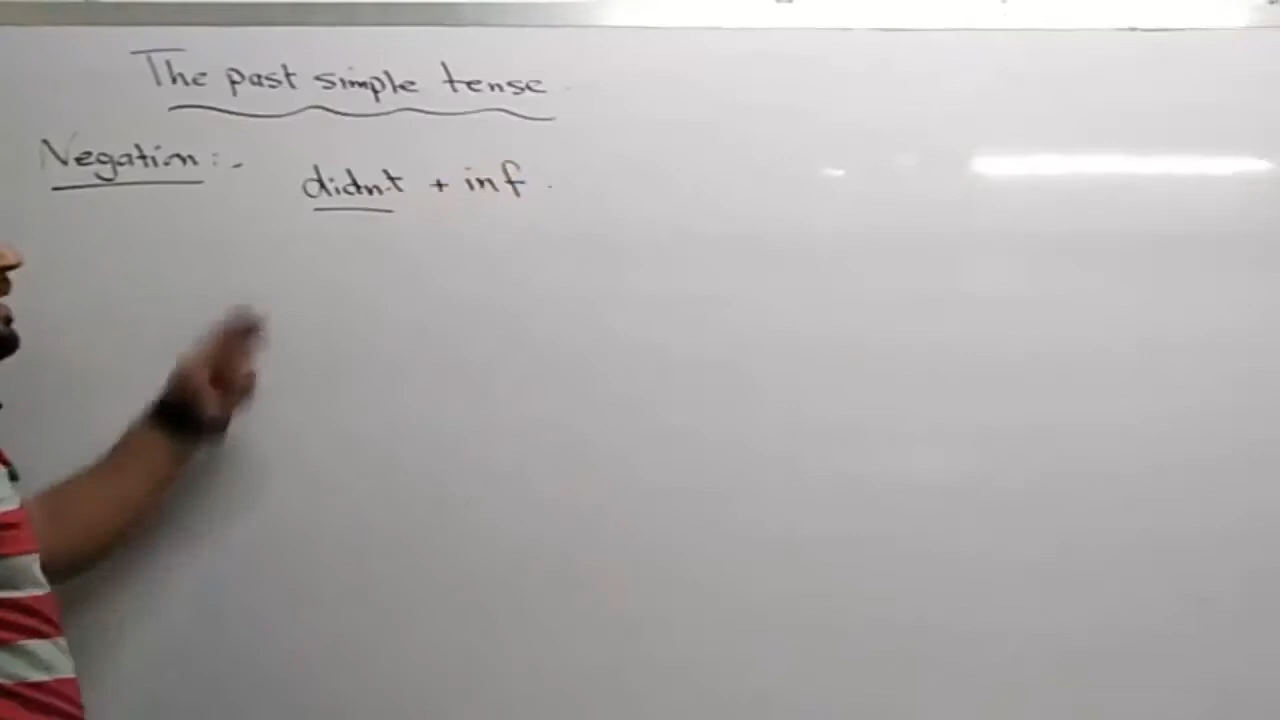 The past simple tense
Negation:-
didn't + inf.